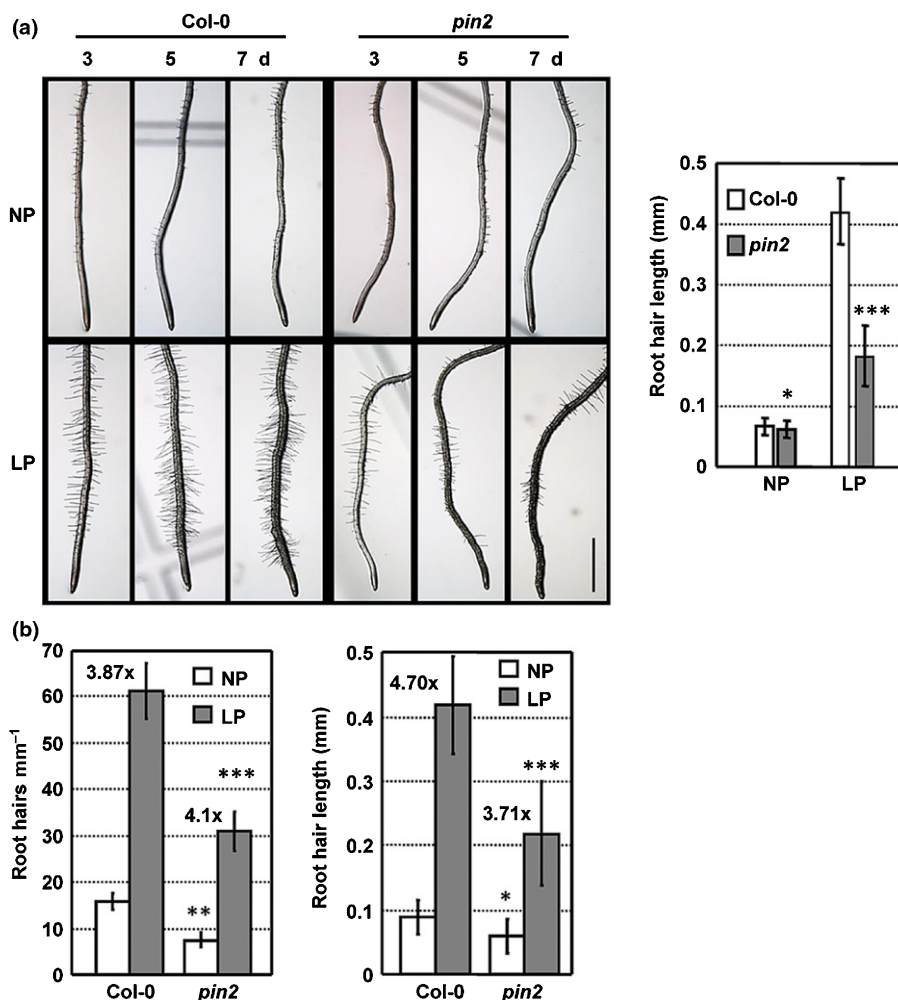 (a)
Col-0 pin2
3 5 7 d 3 5 7 d
NP
LP
Root hair length (mm)
0.5
0.4
0.3
0.2
0.1
0
Col-0
pin2
*
***
NP LP
(b)
Root hairs mm⁻¹
70
60
50
40
30
20
10
0
3.87x
NP
LP
***
4.1x
**
Col-0 pin2
Root hair length (mm)
0.5
0.4
0.3
0.2
0.1
0
4.70x
NP
LP
***
3.71x
*
Col-0 pin2